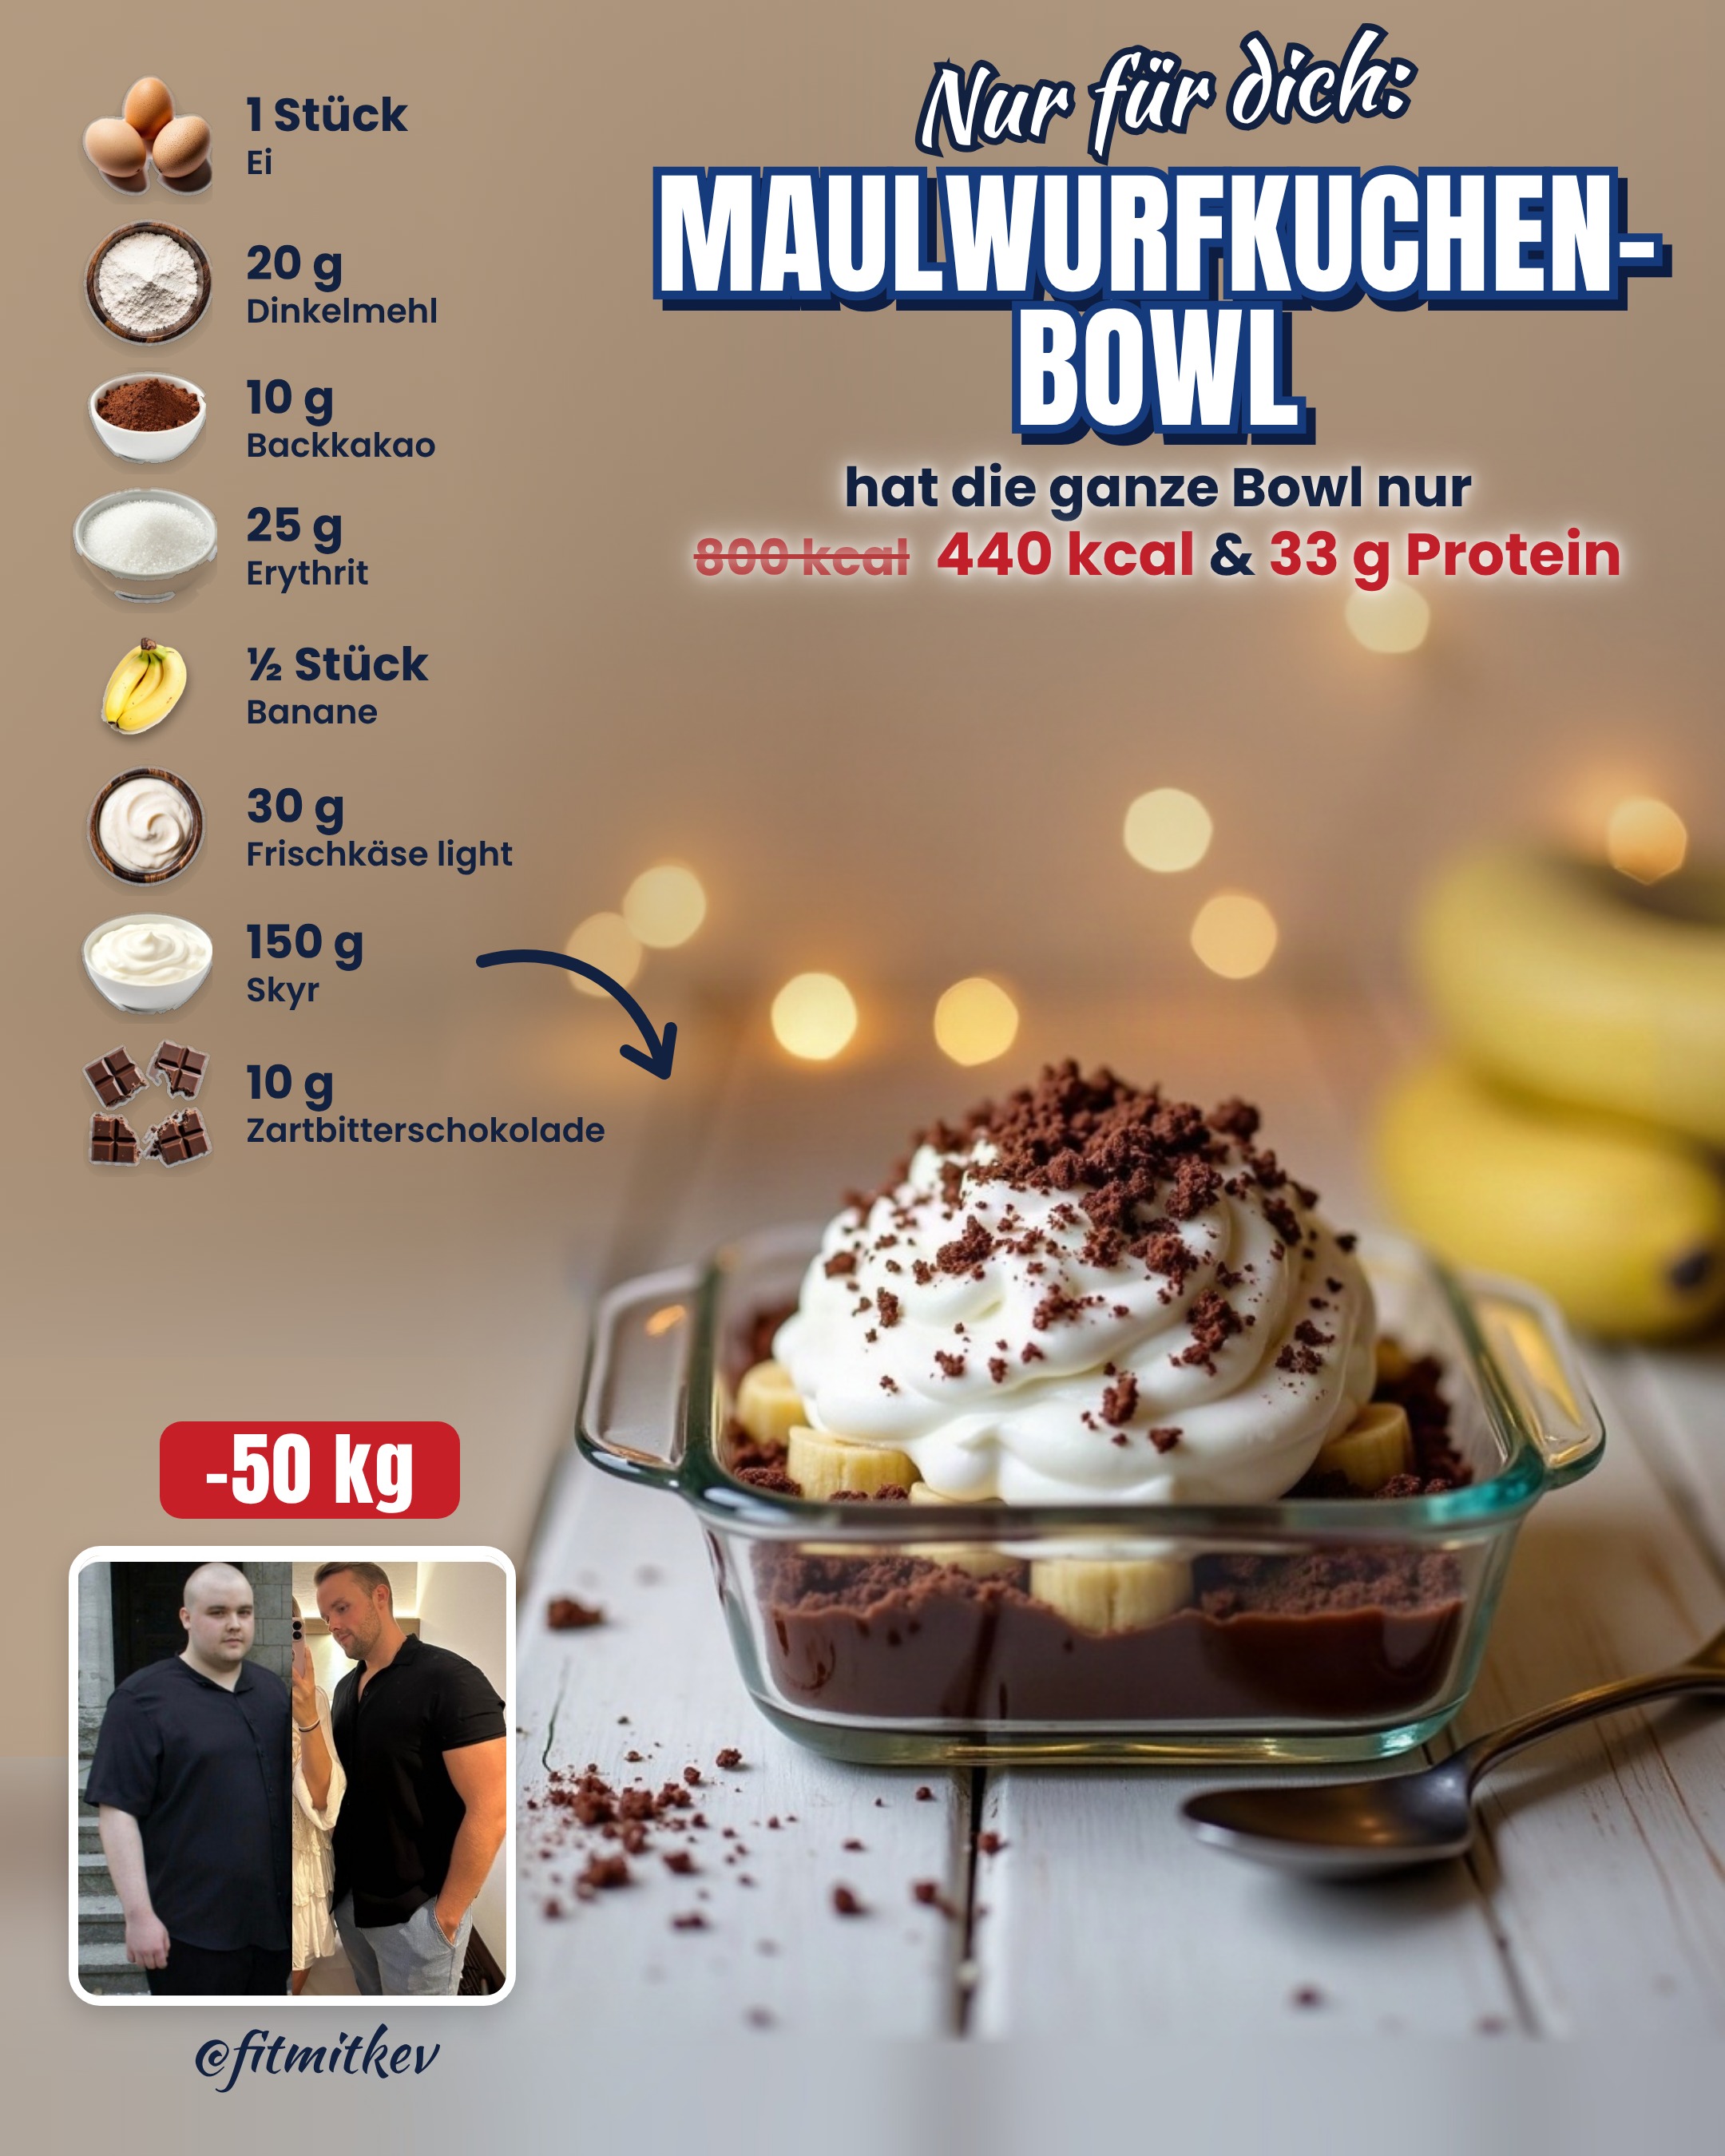 Nur für dich:
MAULWURFKUCHEN-
BOWL
hat die ganze Bowl nur
800 kcal 440 kcal & 33 g Protein
1 Stück
Ei
20 g
Dinkelmehl
10 g
Backkakao
25 g
Erythrit
½ Stück
Banane
30 g
Frischkäse light
150 g
Skyr
10 g
Zartbitterschokolade
-50 kg
@fitmitkev